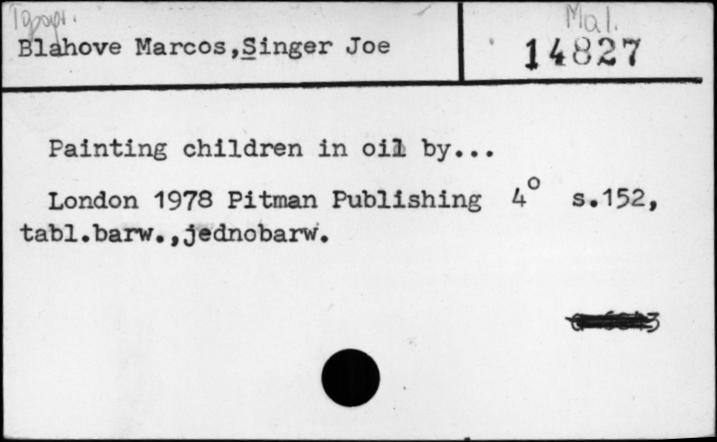 Topogr.
Mal.
Blahove Marcos,Singer Joe
14827
Painting children in oil by...
London 1978 Pitman Publishing 4° s.152,
tabl.barw.,jednobarw.